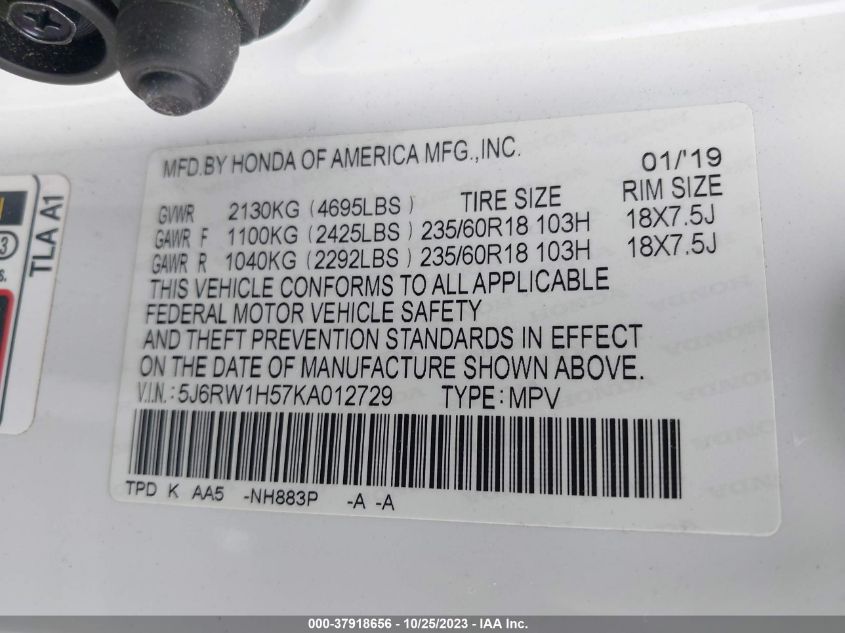 MFD.BY HONDA OF AMERICA MFG.,INC. 01/'19
TIRE SIZE RIM SIZE
GVWR 2130KG (4695LBS)
GAWR F 1100KG (2425LBS) 235/60R18 103H 18X7.5J
GAWR R 1040KG (2292LBS) 235/60R18 103H 18X7.5J
THIS VEHICLE CONFORMS TO ALL APPLICABLE
FEDERAL MOTOR VEHICLE SAFETY
AND THEFT PREVENTION STANDARDS IN EFFECT
ON THE DATE OF MANUFACTURE SHOWN ABOVE.
V.I.N.: 5J6RW1H57KA012729 TYPE: MPV
TPD K AA5 -NH883P -A -A
TLA A1
3
s.
000-37918656 - 10/25/2023 - IAA Inc.